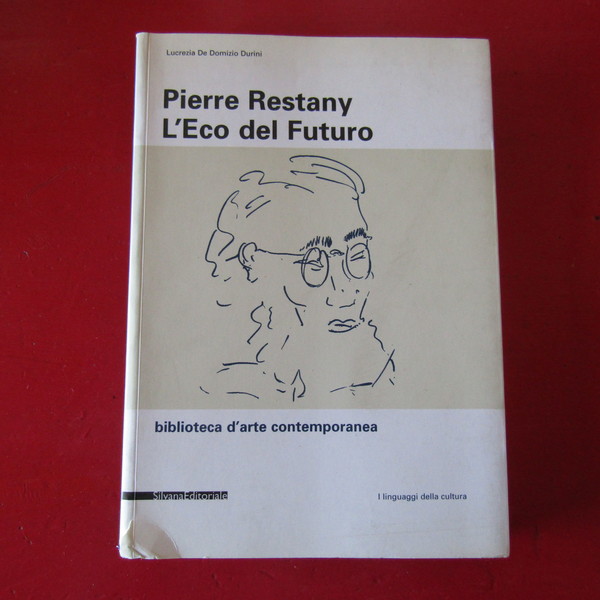 Lucrezia De Domizio Durini
Pierre Restany
L'Eco del Futuro
biblioteca d'arte contemporanea
SilvanaEditoriale
I linguaggi della cultura